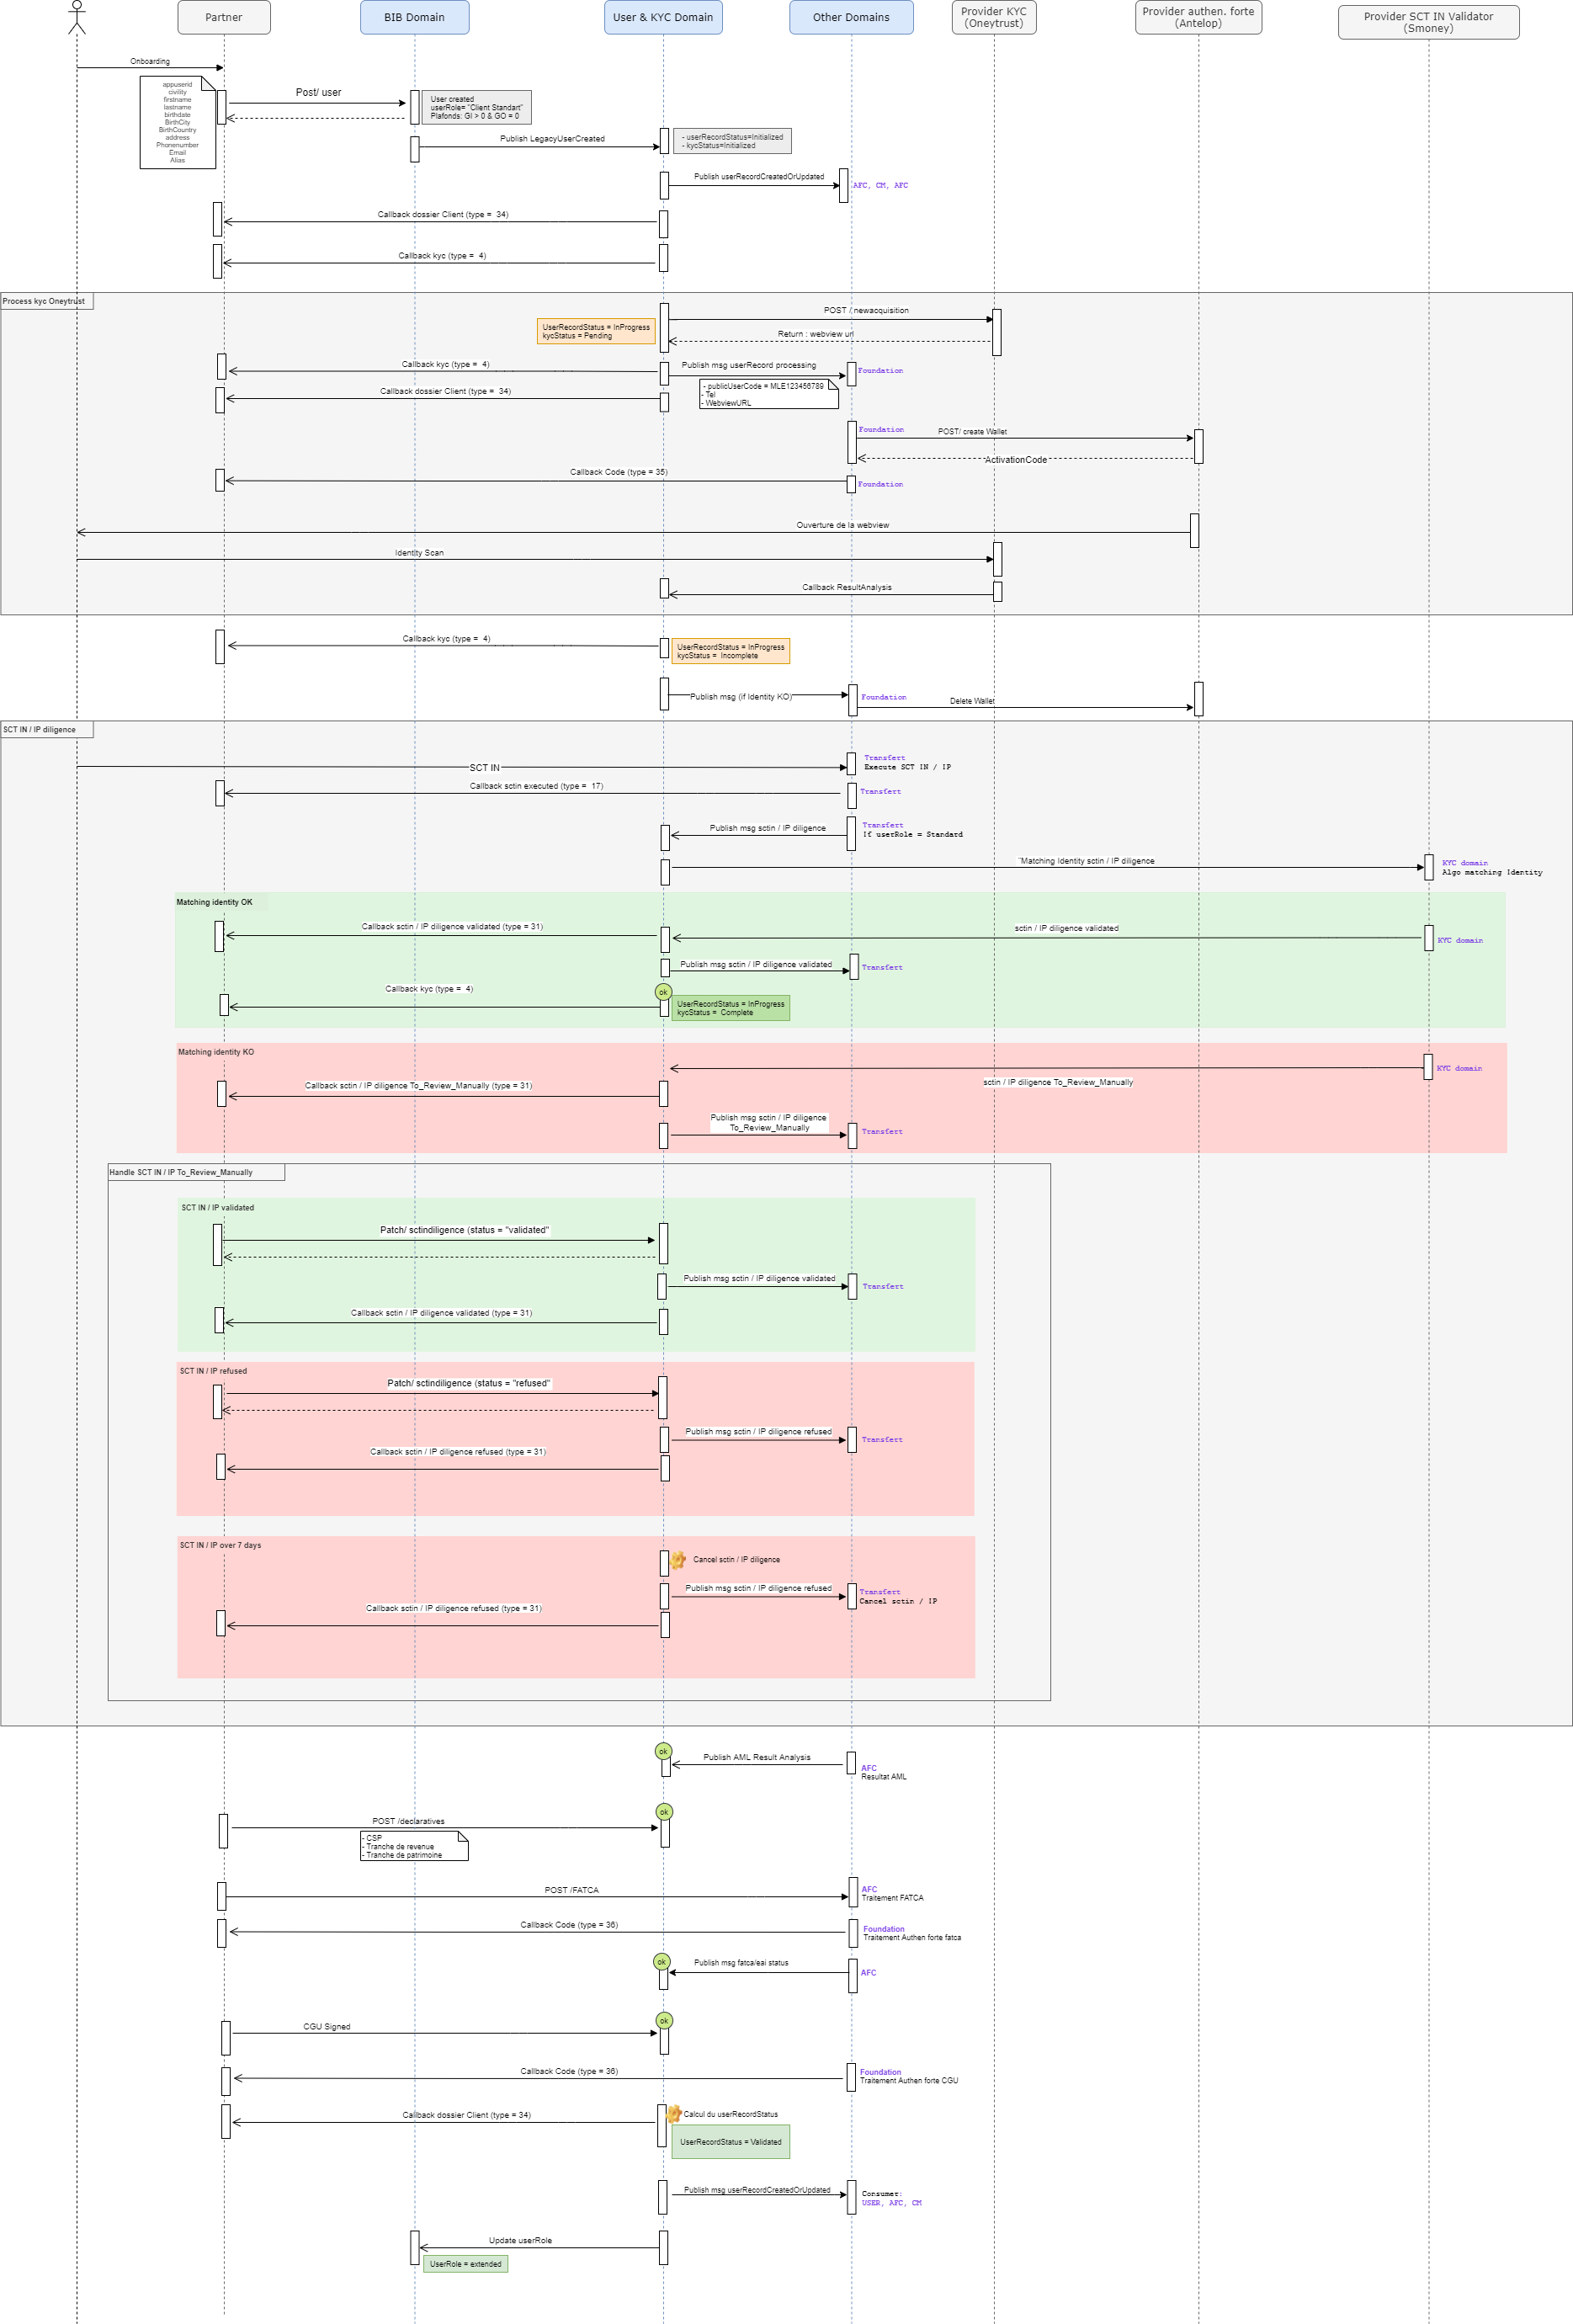 Partner
BIB Domain
User & KYC Domain
Other Domains
Provider KYC
(Oneytrust)
Provider authen. forte
(Antelop)
Provider SCT IN Validator
(Smoney)
Onboarding
appuserid
civility
firstname
lastname
birthdate
BirthCity
BirthCountry
address
Phonenumber
Email
Alias
Post/ user
User created
userRole= "Client Standart"
Plafonds: GI > 0 & GO = 0
Publish LegacyUserCreated
- userRecordStatus=Initialized
- kycStatus=Initialized
Publish userRecordCreatedOrUpdated
AFC, CM, AFC
Callback dossier Client (type = 34)
Callback kyc (type = 4)
Process kyc Oneytrust
POST / newacquisition
UserRecordStatus = InProgress
kycStatus = Pending
Return : webview url
Callback kyc (type = 4)
Publish msg userRecord processing
Foundation
- publicUserCode = MLE123456789
- Tel
- WebviewURL
Callback dossier Client (type = 34)
Foundation
POST/ create Wallet
ActivationCode
Callback Code (type = 35)
Foundation
Ouverture de la webview
Identity Scan
Callback ResultAnalysis
Callback kyc (type = 4)
UserRecordStatus = InProgress
kycStatus = Incomplete
Publish msg (if Identity KO)
Foundation
Delete Wallet
SCT IN / IP diligence
SCT IN
Transfert
Execute SCT IN / IP
Callback sctin executed (type = 17)
Transfert
Publish msg sctin / IP diligence
Transfert
If userRole = Standard
¨Matching Identity sctin / IP diligence
KYC domain
Algo matching Identity
Matching identity OK
Callback sctin / IP diligence validated (type = 31)
sctin / IP diligence validated
KYC domain
Publish msg sctin / IP diligence validated
Transfert
Callback kyc (type = 4)
ok
UserRecordStatus = InProgress
kycStatus = Complete
Matching identity KO
KYC domain
sctin / IP diligence To_Review_Manually
Callback sctin / IP diligence To_Review_Manually (type = 31)
Publish msg sctin / IP diligence
To_Review_Manually
Transfert
Handle SCT IN / IP To_Review_Manually
SCT IN / IP validated
Patch/ sctindiligence (status = "validated"
Publish msg sctin / IP diligence validated
Transfert
Callback sctin / IP diligence validated (type = 31)
SCT IN / IP refused
Patch/ sctindiligence (status = "refused"
Publish msg sctin / IP diligence refused
Transfert
Callback sctin / IP diligence refused (type = 31)
SCT IN / IP over 7 days
Cancel sctin / IP diligence
Publish msg sctin / IP diligence refused
Transfert
Cancel sctin / IP
Callback sctin / IP diligence refused (type = 31)
ok
Publish AML Result Analysis
AFC
Resultat AML
ok
POST /declaratives
- CSP
- Tranche de revenue
- Tranche de patrimoine
POST /FATCA
AFC
Traitement FATCA
Callback Code (type = 36)
Foundation
Traitement Authen forte fatca
ok
Publish msg fatca/eai status
AFC
ok
CGU Signed
Callback Code (type = 36)
Foundation
Traitement Authen forte CGU
Callback dossier Client (type = 34)
Calcul du userRecordStatus
UserRecordStatus = Validated
Publish msg userRecordCreatedOrUpdated
Consumer:
USER, AFC, CM
Update userRole
UserRole = extended